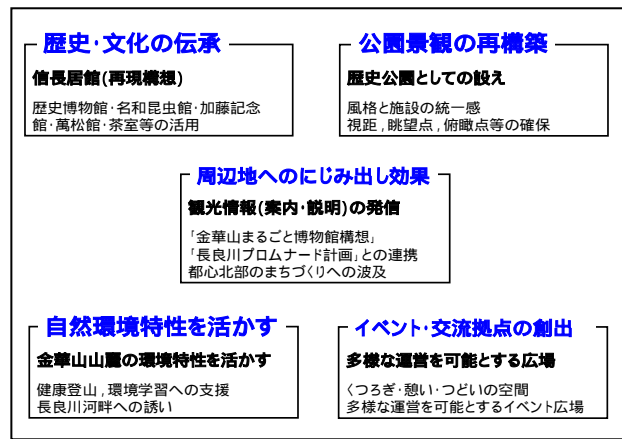 歴史・文化の伝承
信長居館(再現構想)
歴史博物館・名和昆虫館・加藤記念
館・萬松館・茶室等の活用
公園景観の再構築
歴史公園としての設え
風格と施設の統一感
視距,眺望点,俯瞰点等の確保
周辺地へのにじみ出し効果
観光情報(案内・説明)の発信
「金華山まるごと博物館構想」
「長良川プロムナード計画」との連携
都心北部のまちづくりへの波及
自然環境特性を活かす
金華山山麓の環境特性を活かす
健康登山,環境学習への支援
長良川河畔への誘い
イベント・交流拠点の創出
多様な運営を可能とする広場
くつろぎ・憩い・つどいの空間
多様な運営を可能とするイベント広場